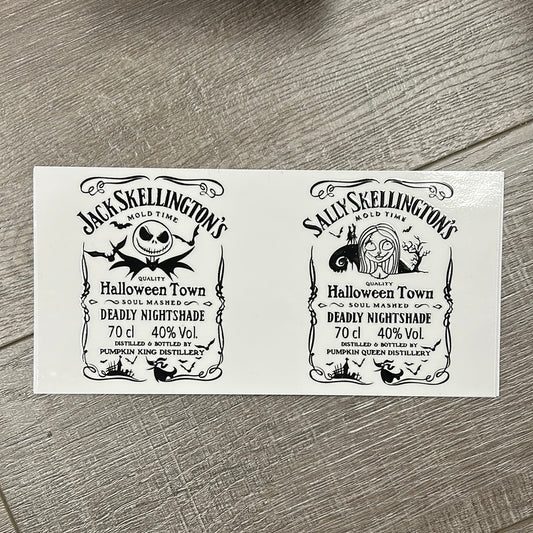 JACK SKELLINGTON'S
MOLD TIME
QUALITY
Halloween Town
SOUL MASHED
DEADLY NIGHTSHADE
70 cl 40% Vol.
DISTILLED & BOTTLED BY
PUMPKIN KING DISTILLERY
SALLY SKELLINGTON'S
MOLD TIME
QUALITY
Halloween Town
SOUL MASHED
DEADLY NIGHTSHADE
70 cl 40% Vol.
DISTILLED & BOTTLED BY
PUMPKIN QUEEN DISTILLERY